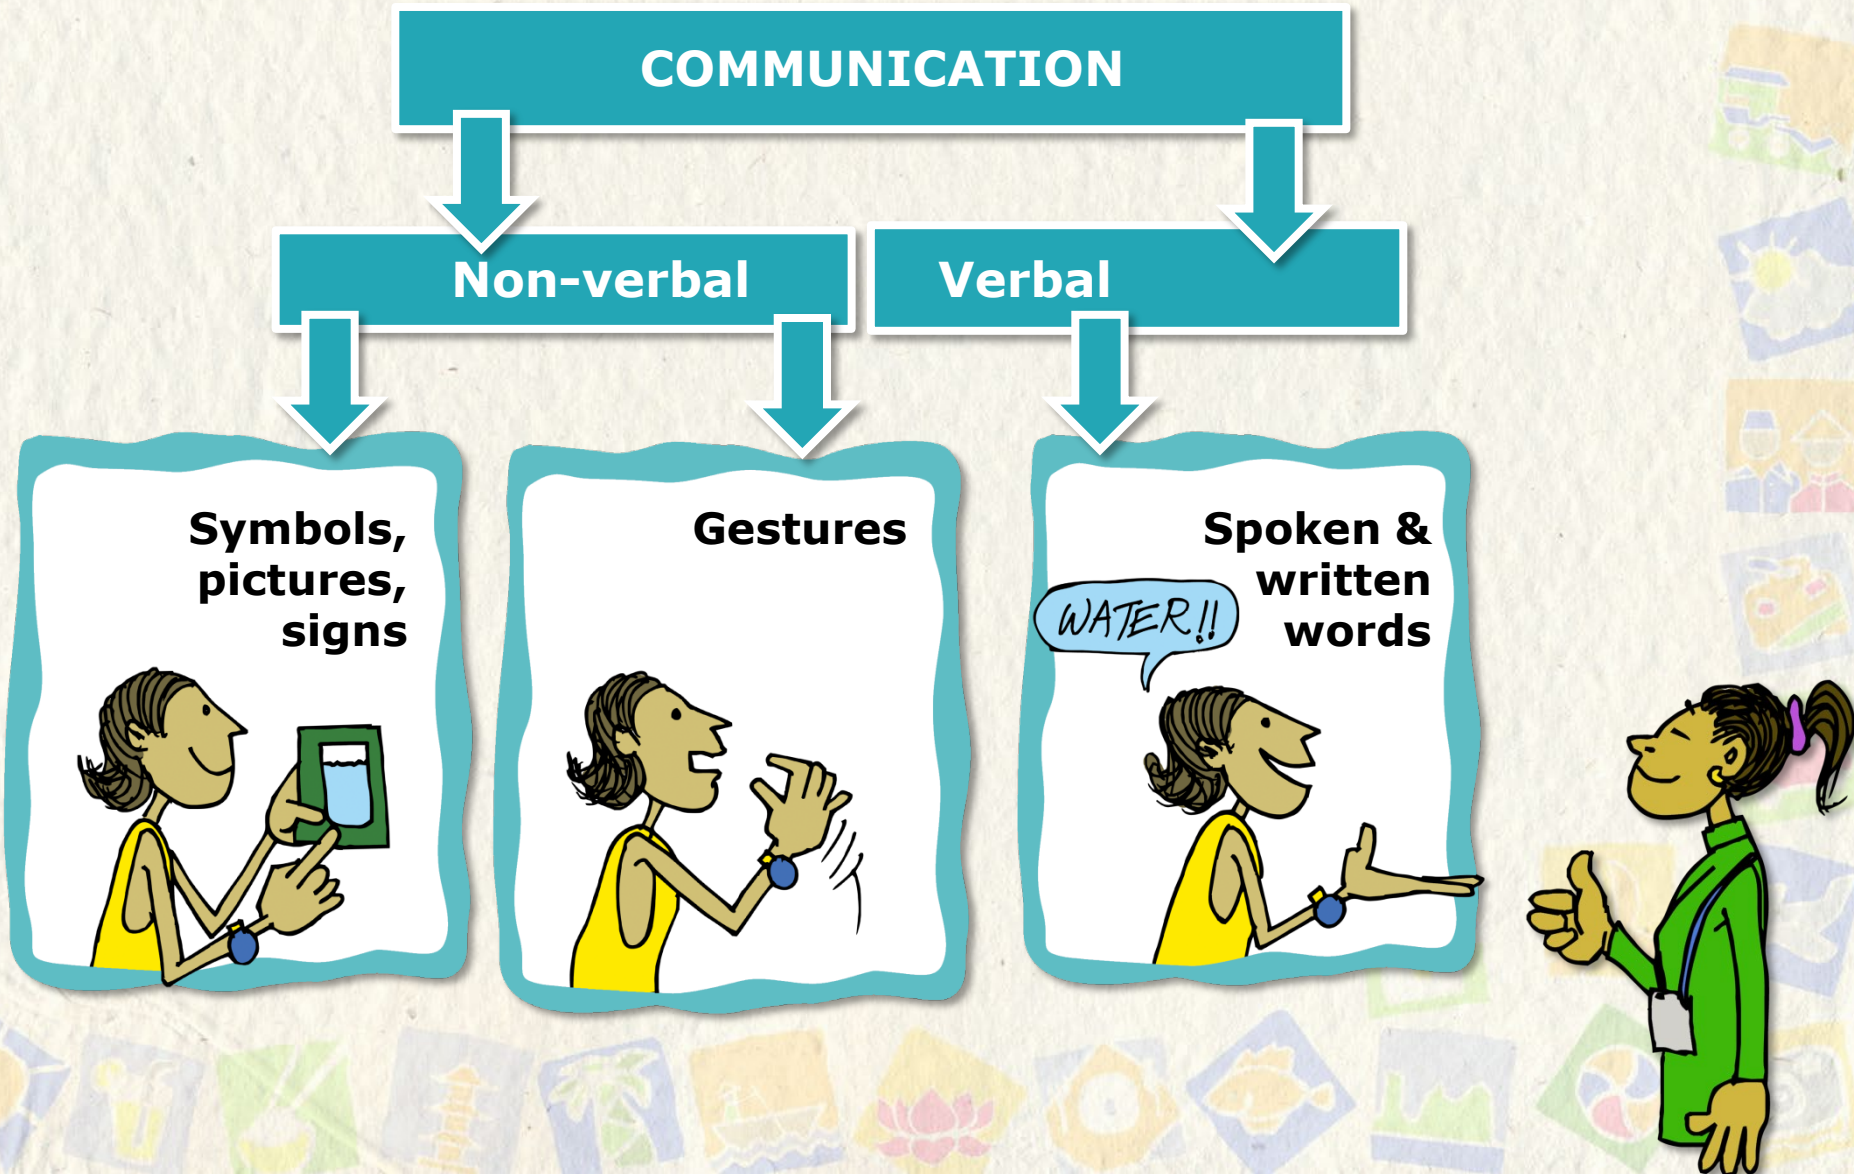 COMMUNICATION
Non-verbal
Verbal
Symbols,
pictures,
signs
Gestures
Spoken &
written
words
WATER!!